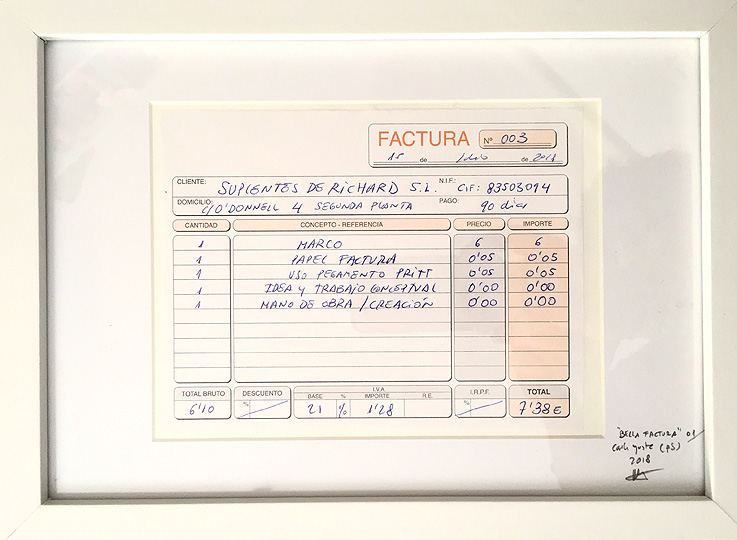 FACTURA Nº 003
15 de Julio de 2018
CLIENTE: SUPLENTES DE RICHARD S.L. N.I.F.: CIF: 83503094
DOMICILIO: C/O'DONNELL 4 SEGUNDA PLANTA PAGO: 90 días
CANTIDAD CONCEPTO - REFERENCIA PRECIO IMPORTE
1 MARCO 6 6
1 PAPEL FACTURA 0'05 0'05
1 USO PEGAMENTO PRITT 0'05 0'05
1 IDEA Y TRABAJO CONCEPTUAL 0'00 0'00
1 MANO DE OBRA / CREACIÓN 0'00 0'00
TOTAL BRUTO DESCUENTO I.V.A. I.R.P.F. TOTAL
BASE % IMPORTE R.E.
6'10 % 21 % 1'28 % 7'38 €
"BELLA FACTURA" 01
(PS)
2018